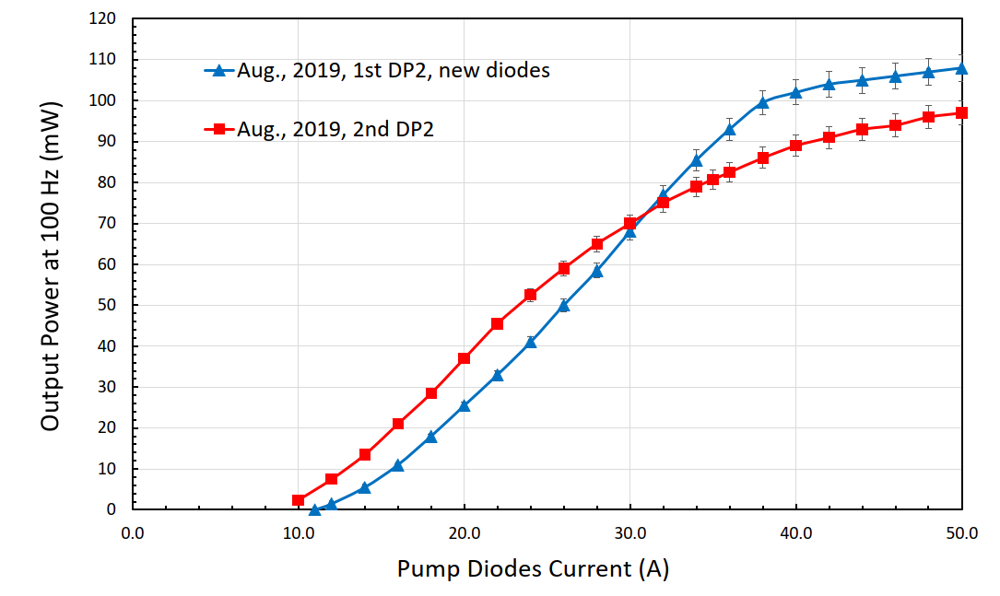 120
110
100
90
80
70
60
50
40
30
20
10
0
Output Power at 100 Hz (mW)
Aug., 2019, 1st DP2, new diodes
Aug., 2019, 2nd DP2
0.0 10.0 20.0 30.0 40.0 50.0
Pump Diodes Current (A)